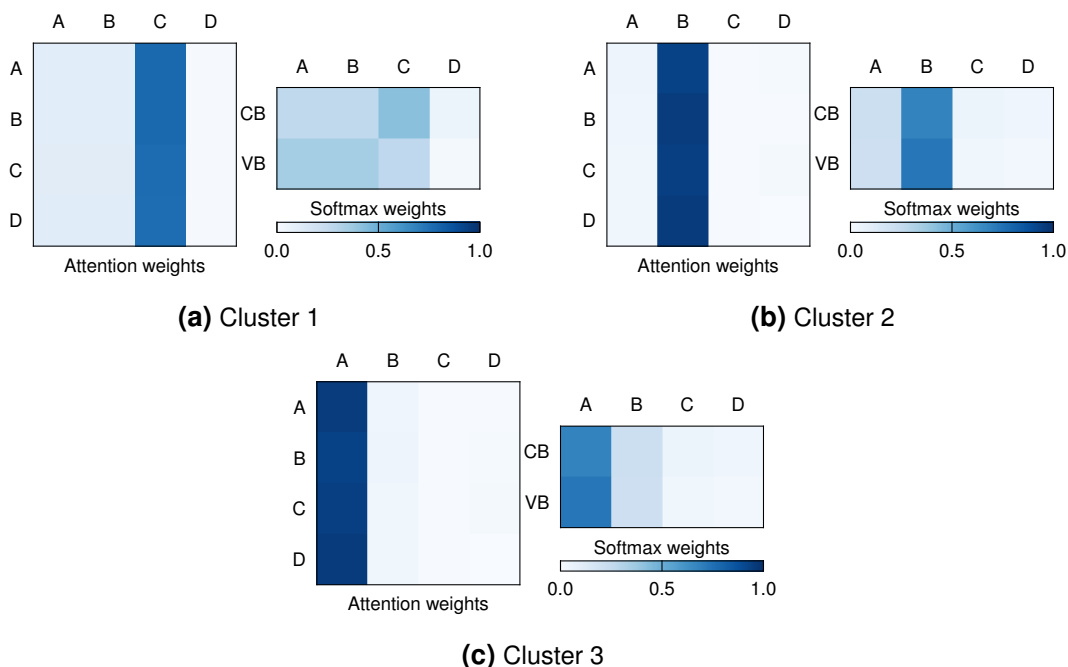 A B C D
A
B
C
D
Attention weights
A B C D
CB
VB
Softmax weights
0.0 0.5 1.0
(a) Cluster 1
A B C D
A
B
C
D
Attention weights
A B C D
CB
VB
Softmax weights
0.0 0.5 1.0
(b) Cluster 2
A B C D
A
B
C
D
Attention weights
A B C D
CB
VB
Softmax weights
0.0 0.5 1.0
(c) Cluster 3